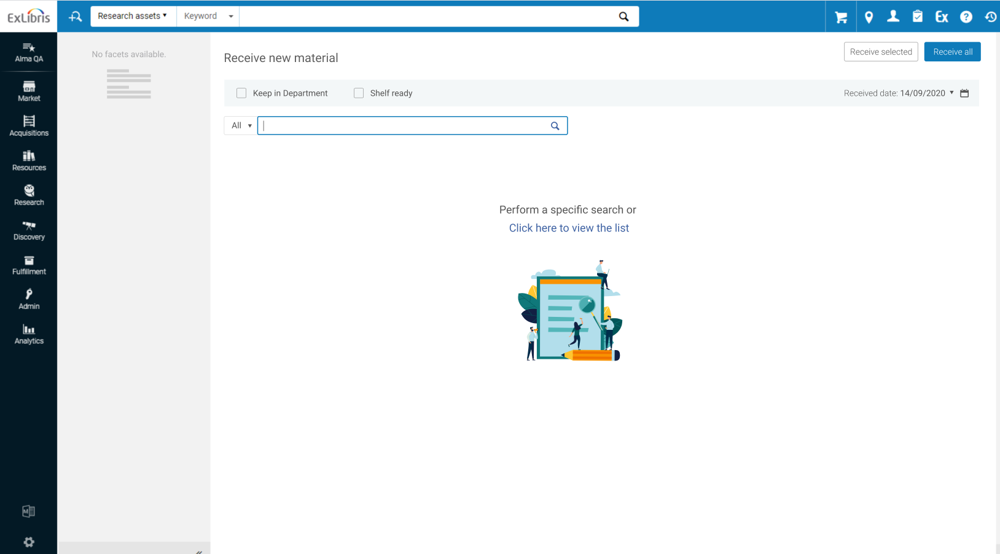 ExLibris
Research assets
Keyword
Ex
?
Alma QA
Market
Acquisitions
Resources
Research
Discovery
Fulfillment
Admin
Analytics
M
No facets available.
Receive new material
Receive selected
Receive all
Keep in Department
Shelf ready
Received date: 14/09/2020
All
Perform a specific search or
Click here to view the list